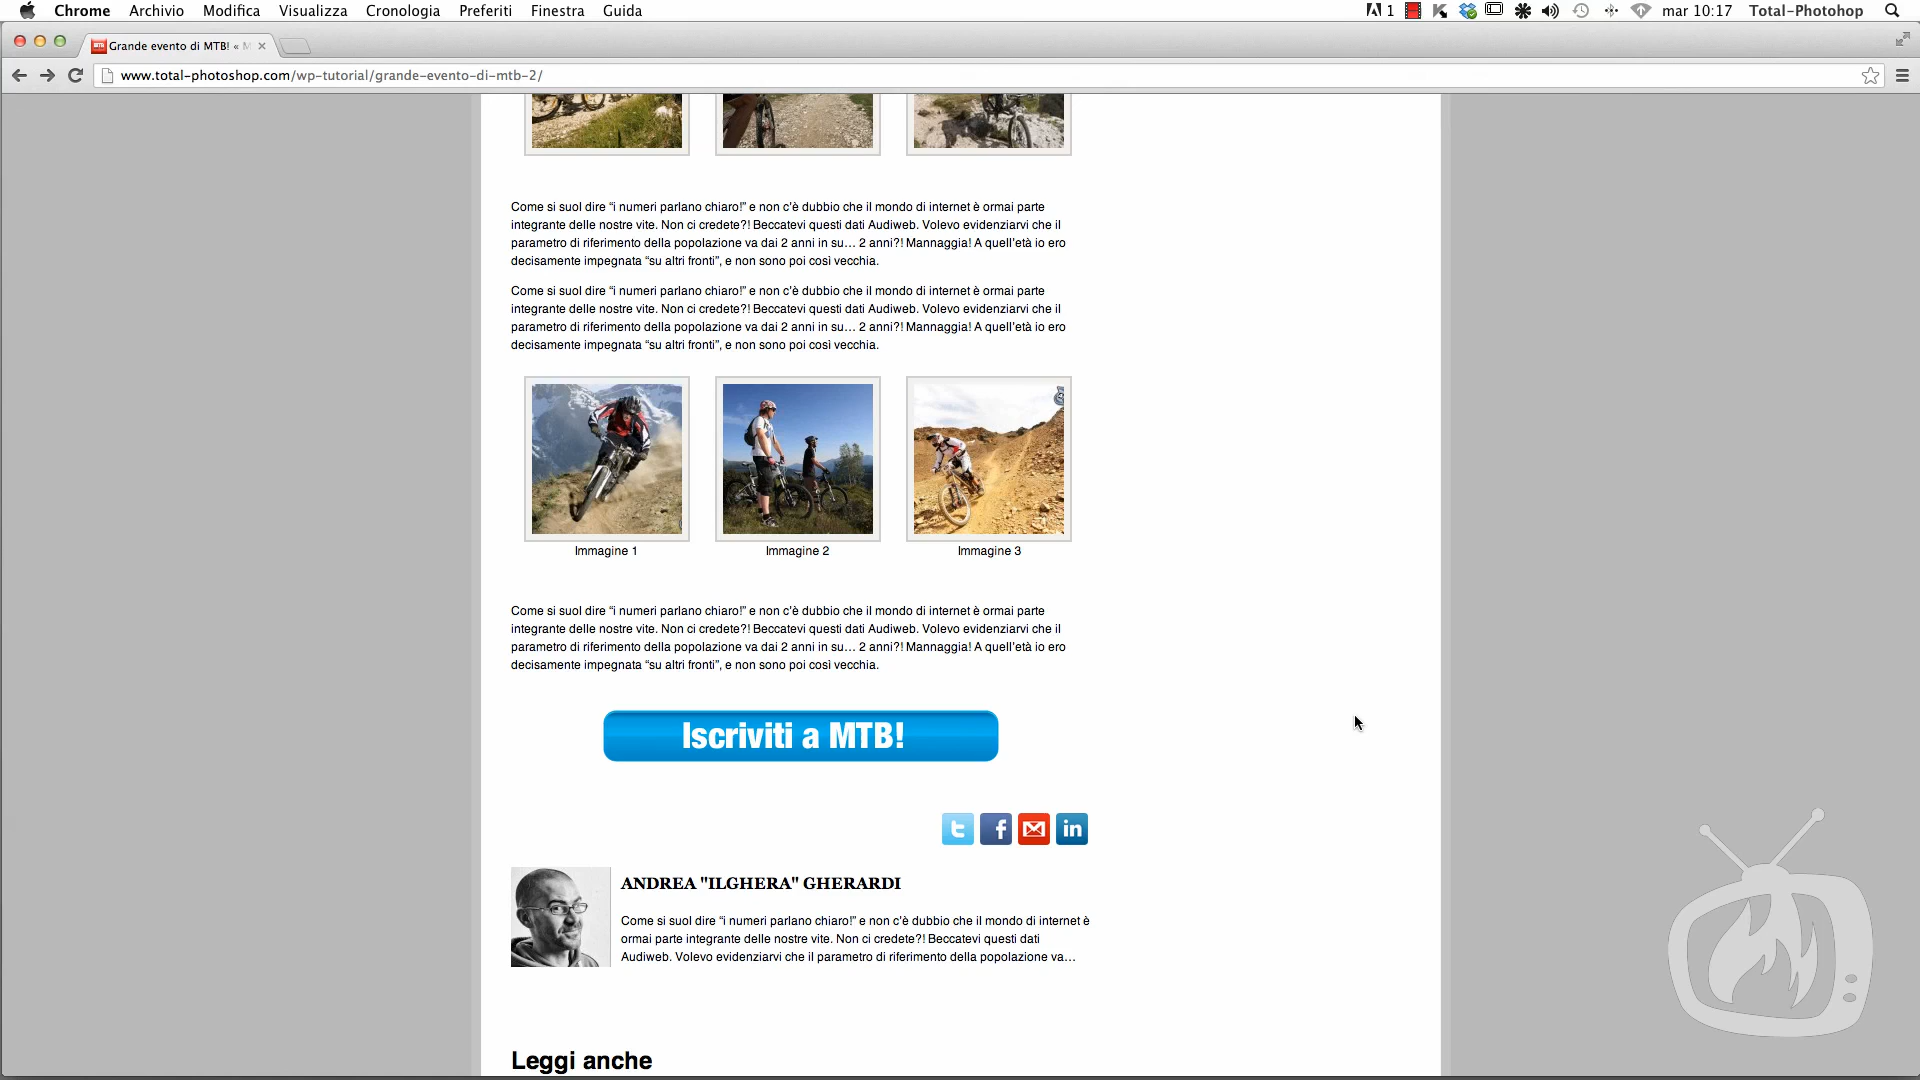 Chrome Archivio Modifica Visualizza Cronologia Preferiti Finestra Guida 1 mar 10:17 Total-Photohop
Grande evento di MTB! «
www.total-photoshop.com/wp-tutorial/grande-evento-di-mtb-2/
Come si suol dire “i numeri parlano chiaro!” e non c’è dubbio che il mondo di internet è ormai parte
integrante delle nostre vite. Non ci credete?! Beccatevi questi dati Audiweb. Volevo evidenziarvi che il
parametro di riferimento della popolazione va dai 2 anni in su… 2 anni?! Mannaggia! A quell’età io ero
decisamente impegnata “su altri fronti”, e non sono poi così vecchia.
Come si suol dire “i numeri parlano chiaro!” e non c’è dubbio che il mondo di internet è ormai parte
integrante delle nostre vite. Non ci credete?! Beccatevi questi dati Audiweb. Volevo evidenziarvi che il
parametro di riferimento della popolazione va dai 2 anni in su… 2 anni?! Mannaggia! A quell’età io ero
decisamente impegnata “su altri fronti”, e non sono poi così vecchia.
Immagine 1
Immagine 2
Immagine 3
Come si suol dire “i numeri parlano chiaro!” e non c’è dubbio che il mondo di internet è ormai parte
integrante delle nostre vite. Non ci credete?! Beccatevi questi dati Audiweb. Volevo evidenziarvi che il
parametro di riferimento della popolazione va dai 2 anni in su… 2 anni?! Mannaggia! A quell’età io ero
decisamente impegnata “su altri fronti”, e non sono poi così vecchia.
Iscriviti a MTB!
ANDREA "ILGHERA" GHERARDI
Come si suol dire “i numeri parlano chiaro!” e non c’è dubbio che il mondo di internet è
ormai parte integrante delle nostre vite. Non ci credete?! Beccatevi questi dati
Audiweb. Volevo evidenziarvi che il parametro di riferimento della popolazione va…
Leggi anche